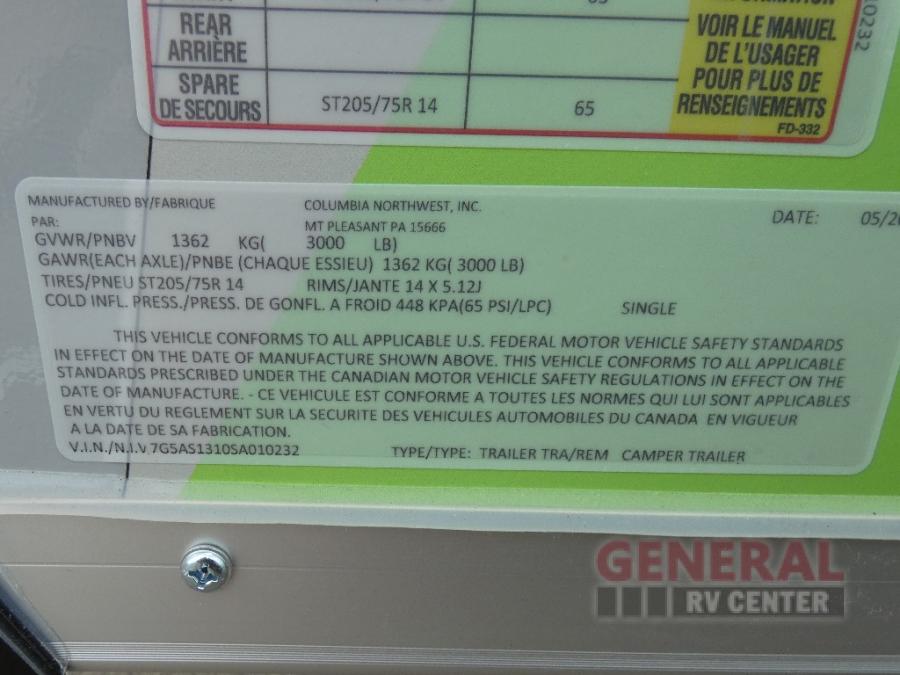 65
REAR
ARRIÈRE
SPARE
DE SECOURS
ST205/75R 14
65
VOIR LE MANUEL
DE L'USAGER
POUR PLUS DE
RENSEIGNEMENTS
FD-332
10232
MANUFACTURED BY/FABRIQUE COLUMBIA NORTHWEST, INC. DATE:
PAR: MT PLEASANT PA 15666
GVWR/PNBV 1362 KG( 3000 LB)
GAWR(EACH AXLE)/PNBE (CHAQUE ESSIEU) 1362 KG( 3000 LB)
TIRES/PNEU ST205/75R 14 RIMS/JANTE 14 X 5.12J
COLD INFL. PRESS./PRESS. DE GONFL. A FROID 448 KPA(65 PSI/LPC) SINGLE
THIS VEHICLE CONFORMS TO ALL APPLICABLE U.S. FEDERAL MOTOR VEHICLE SAFETY STANDARDS
IN EFFECT ON THE DATE OF MANUFACTURE SHOWN ABOVE. THIS VEHICLE CONFORMS TO ALL APPLICABLE
STANDARDS PRESCRIBED UNDER THE CANADIAN MOTOR VEHICLE SAFETY REGULATIONS IN EFFECT ON THE
DATE OF MANUFACTURE. - CE VEHICULE EST CONFORME A TOUTES LES NORMES QUI LUI SONT APPLICABLES
EN VERTU DU REGLEMENT SUR LA SECURITE DES VEHICULES AUTOMOBILES DU CANADA EN VIGUEUR
A LA DATE DE SA FABRICATION.
V.I.N./N.I.V.7G5AS1310SA010232 TYPE/TYPE: TRAILER TRA/REM CAMPER TRAILER
GENERAL
RV CENTER